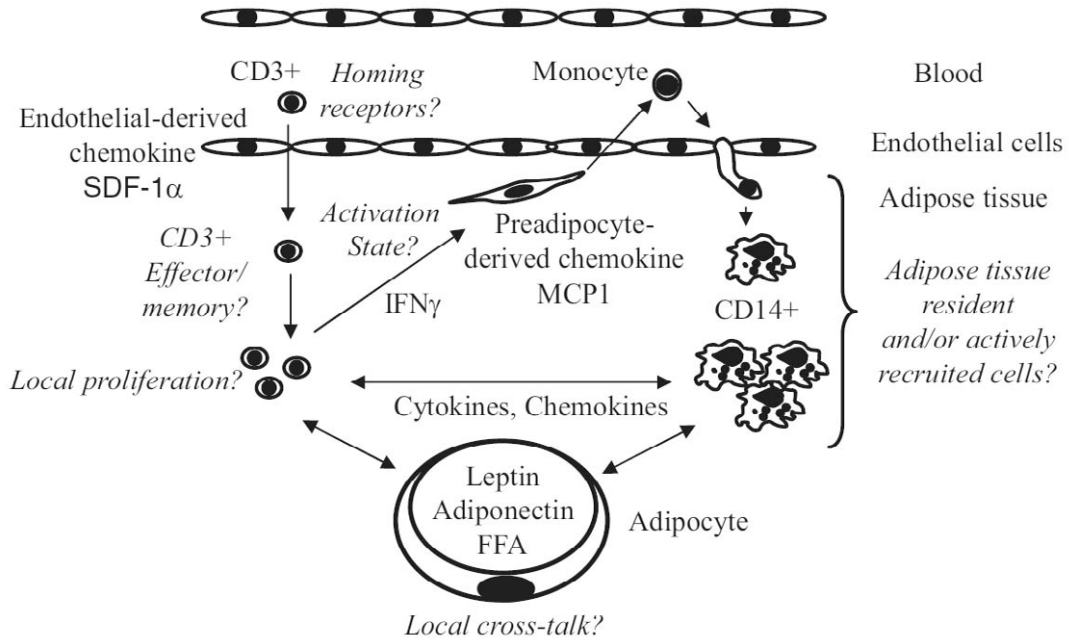 CD3+
Homing
receptors?
Monocyte
Blood
Endothelial-derived
chemokine
SDF-1α
Endothelial cells
Adipose tissue
CD3+
Effector/
memory?
Activation
State?
IFNγ
Preadipocyte-
derived chemokine
MCP1
CD14+
Adipose tissue
resident
and/or actively
recruited cells?
Local proliferation?
Cytokines, Chemokines
Leptin
Adiponectin
FFA
Adipocyte
Local cross-talk?